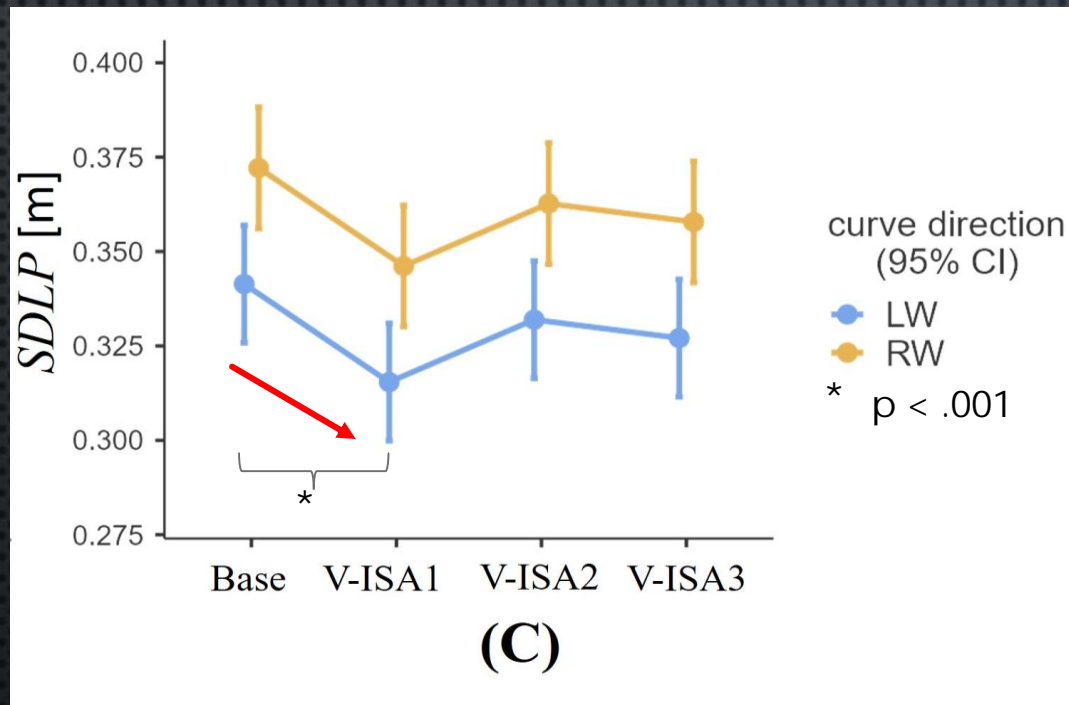 0.400
0.375
0.350
0.325
0.300
0.275
SDLP [m]
*
Base V-ISA1 V-ISA2 V-ISA3
(C)
curve direction
(95% CI)
LW
RW
* p < .001